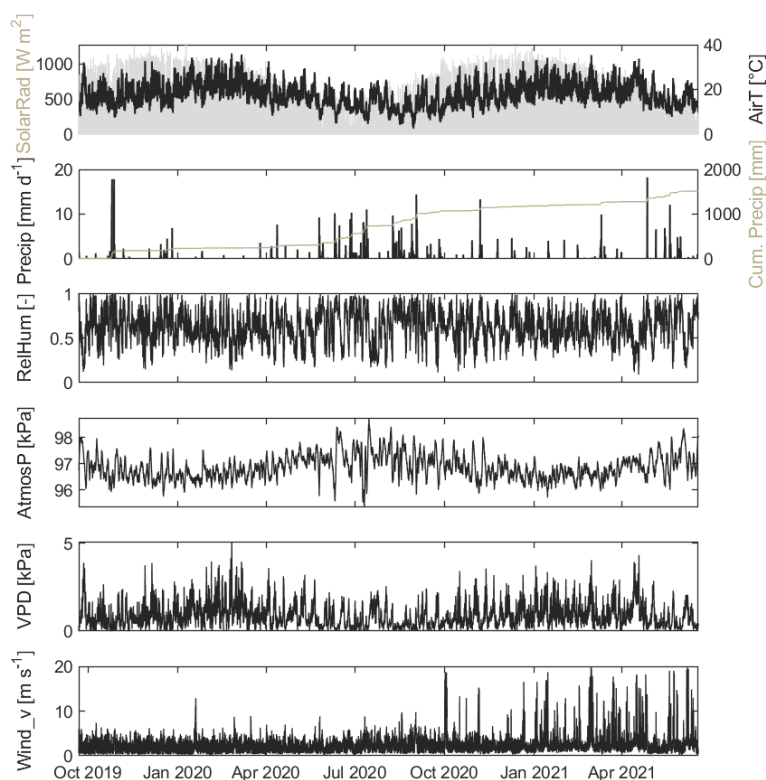 SolarRad [W m²]
1000
500
0
40
20
0
AirT [°C]
Precip [mm d⁻¹]
20
10
0
2000
1000
0
Cum. Precip [mm]
RelHum [-]
1
0.5
0
AtmosP [kPa]
98
97
96
VPD [kPa]
5
0
Wind_v [m s⁻¹]
20
10
0
Oct 2019 Jan 2020 Apr 2020 Jul 2020 Oct 2020 Jan 2021 Apr 2021